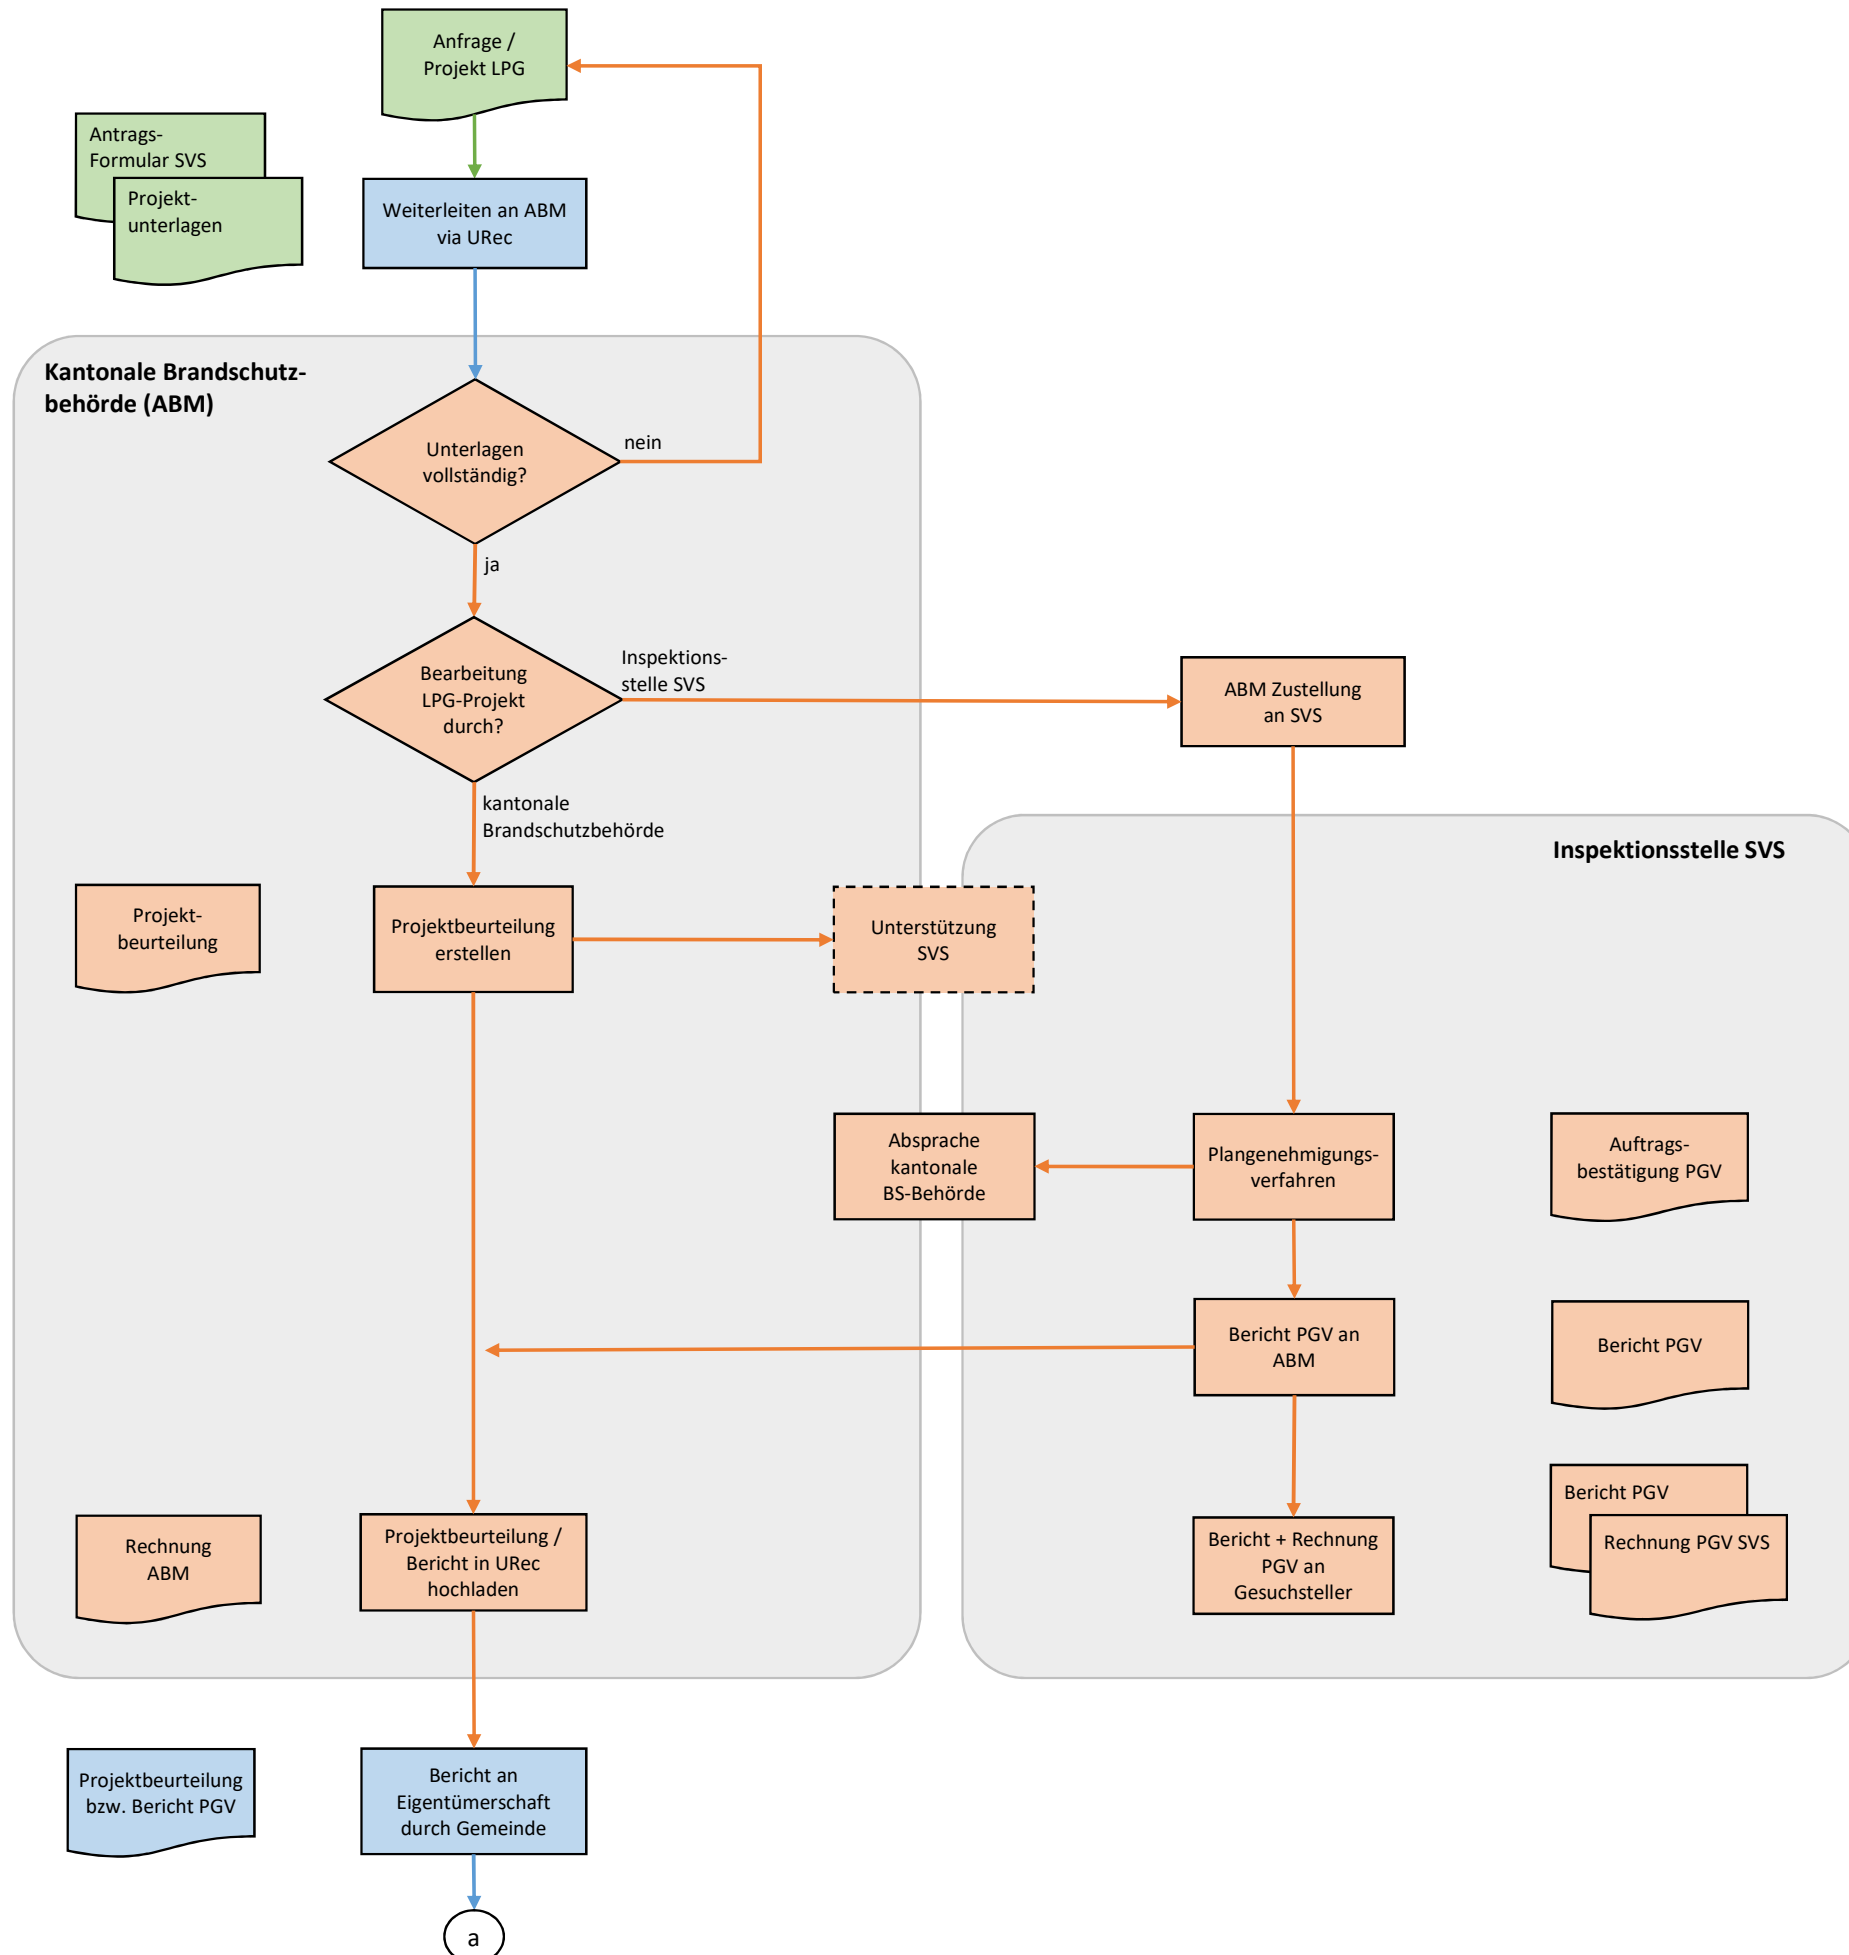 Anfrage /
Projekt LPG
Antrags-
Formular SVS
Projekt-
unterlagen
Weiterleiten an ABM
via URec
Kantonale Brandschutz-
behörde (ABM)
Unterlagen
vollständig?
nein
ja
Bearbeitung
LPG-Projekt
durch?
Inspektions-
stelle SVS
ABM Zustellung
an SVS
kantonale
Brandschutzbehörde
Inspektionsstelle SVS
Projekt-
beurteilung
Projektbeurteilung
erstellen
Unterstützung
SVS
Absprache
kantonale
BS-Behörde
Plangenehmigungs-
verfahren
Auftrags-
bestätigung PGV
Bericht PGV an
ABM
Bericht PGV
Rechnung
ABM
Projektbeurteilung /
Bericht in URec
hochladen
Bericht + Rechnung
PGV an
Gesuchsteller
Bericht PGV
Rechnung PGV SVS
Projektbeurteilung
bzw. Bericht PGV
Bericht an
Eigentümerschaft
durch Gemeinde
a